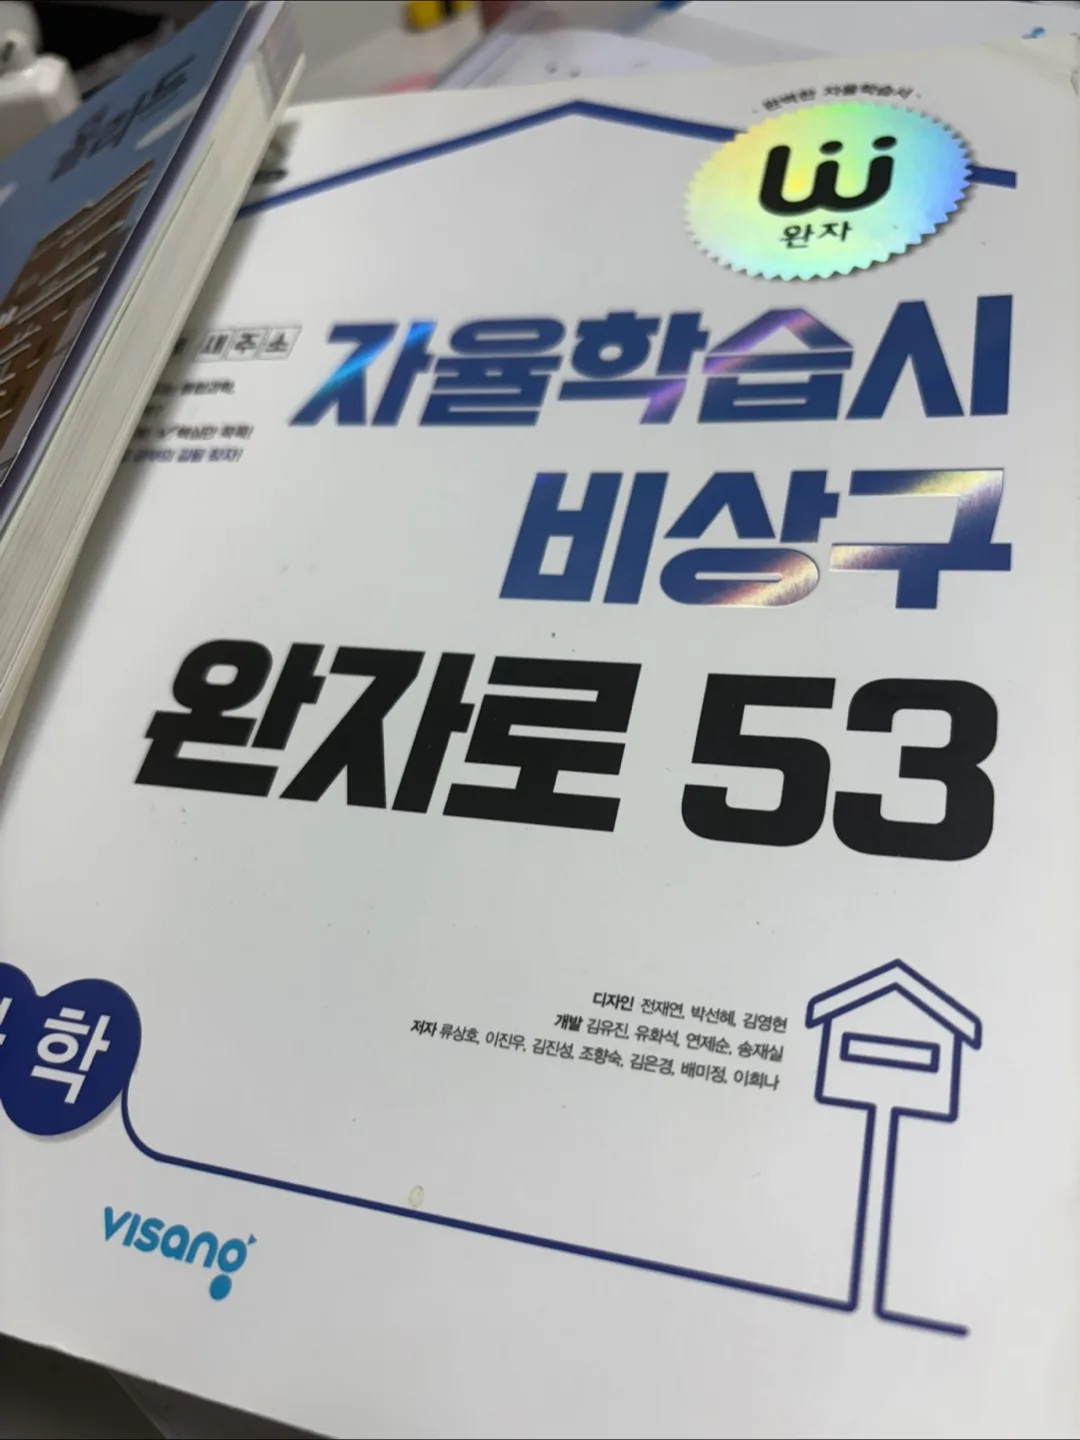 · 완벽한 자율학습서 ·
완자
새주소
자율학습시
비상구
완자로 53
디자인 전재연, 박선혜, 김영현
개발 김유진, 유화석, 연제순, 송재실
저자 류상호, 이진우, 김진성, 조향숙, 김은경, 배미정, 이희나
학
visang